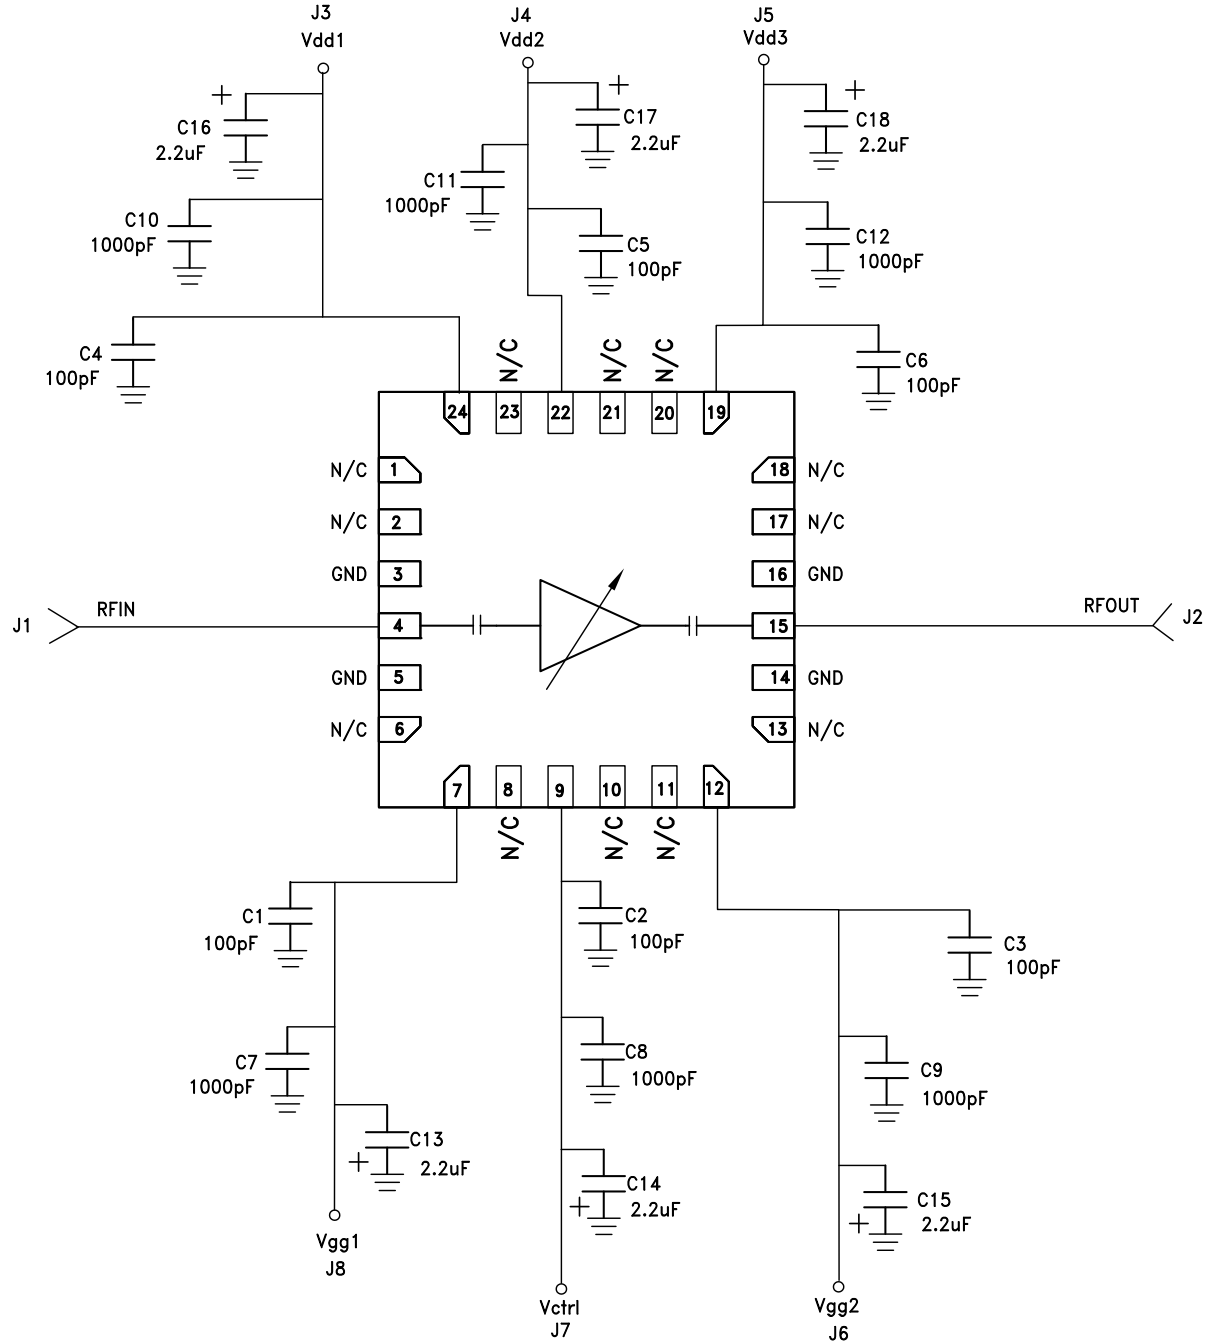 J3
Vdd1
J4
Vdd2
J5
Vdd3
+
C16
2.2uF
+
C17
2.2uF
+
C18
2.2uF
C10
1000pF
C11
1000pF
C5
100pF
C12
1000pF
C4
100pF
C6
100pF
N/C
N/C
N/C
24
23
22
21
20
19
N/C
1
18
N/C
N/C
2
17
N/C
GND
3
16
GND
J1
RFIN
4
15
RFOUT
J2
GND
5
14
GND
N/C
6
13
N/C
7
8
9
10
11
12
N/C
N/C
N/C
C1
100pF
C2
100pF
C3
100pF
C7
1000pF
C8
1000pF
C9
1000pF
C13
+
2.2uF
C14
+
2.2uF
C15
+
2.2uF
Vgg1
J8
Vctrl
J7
Vgg2
J6